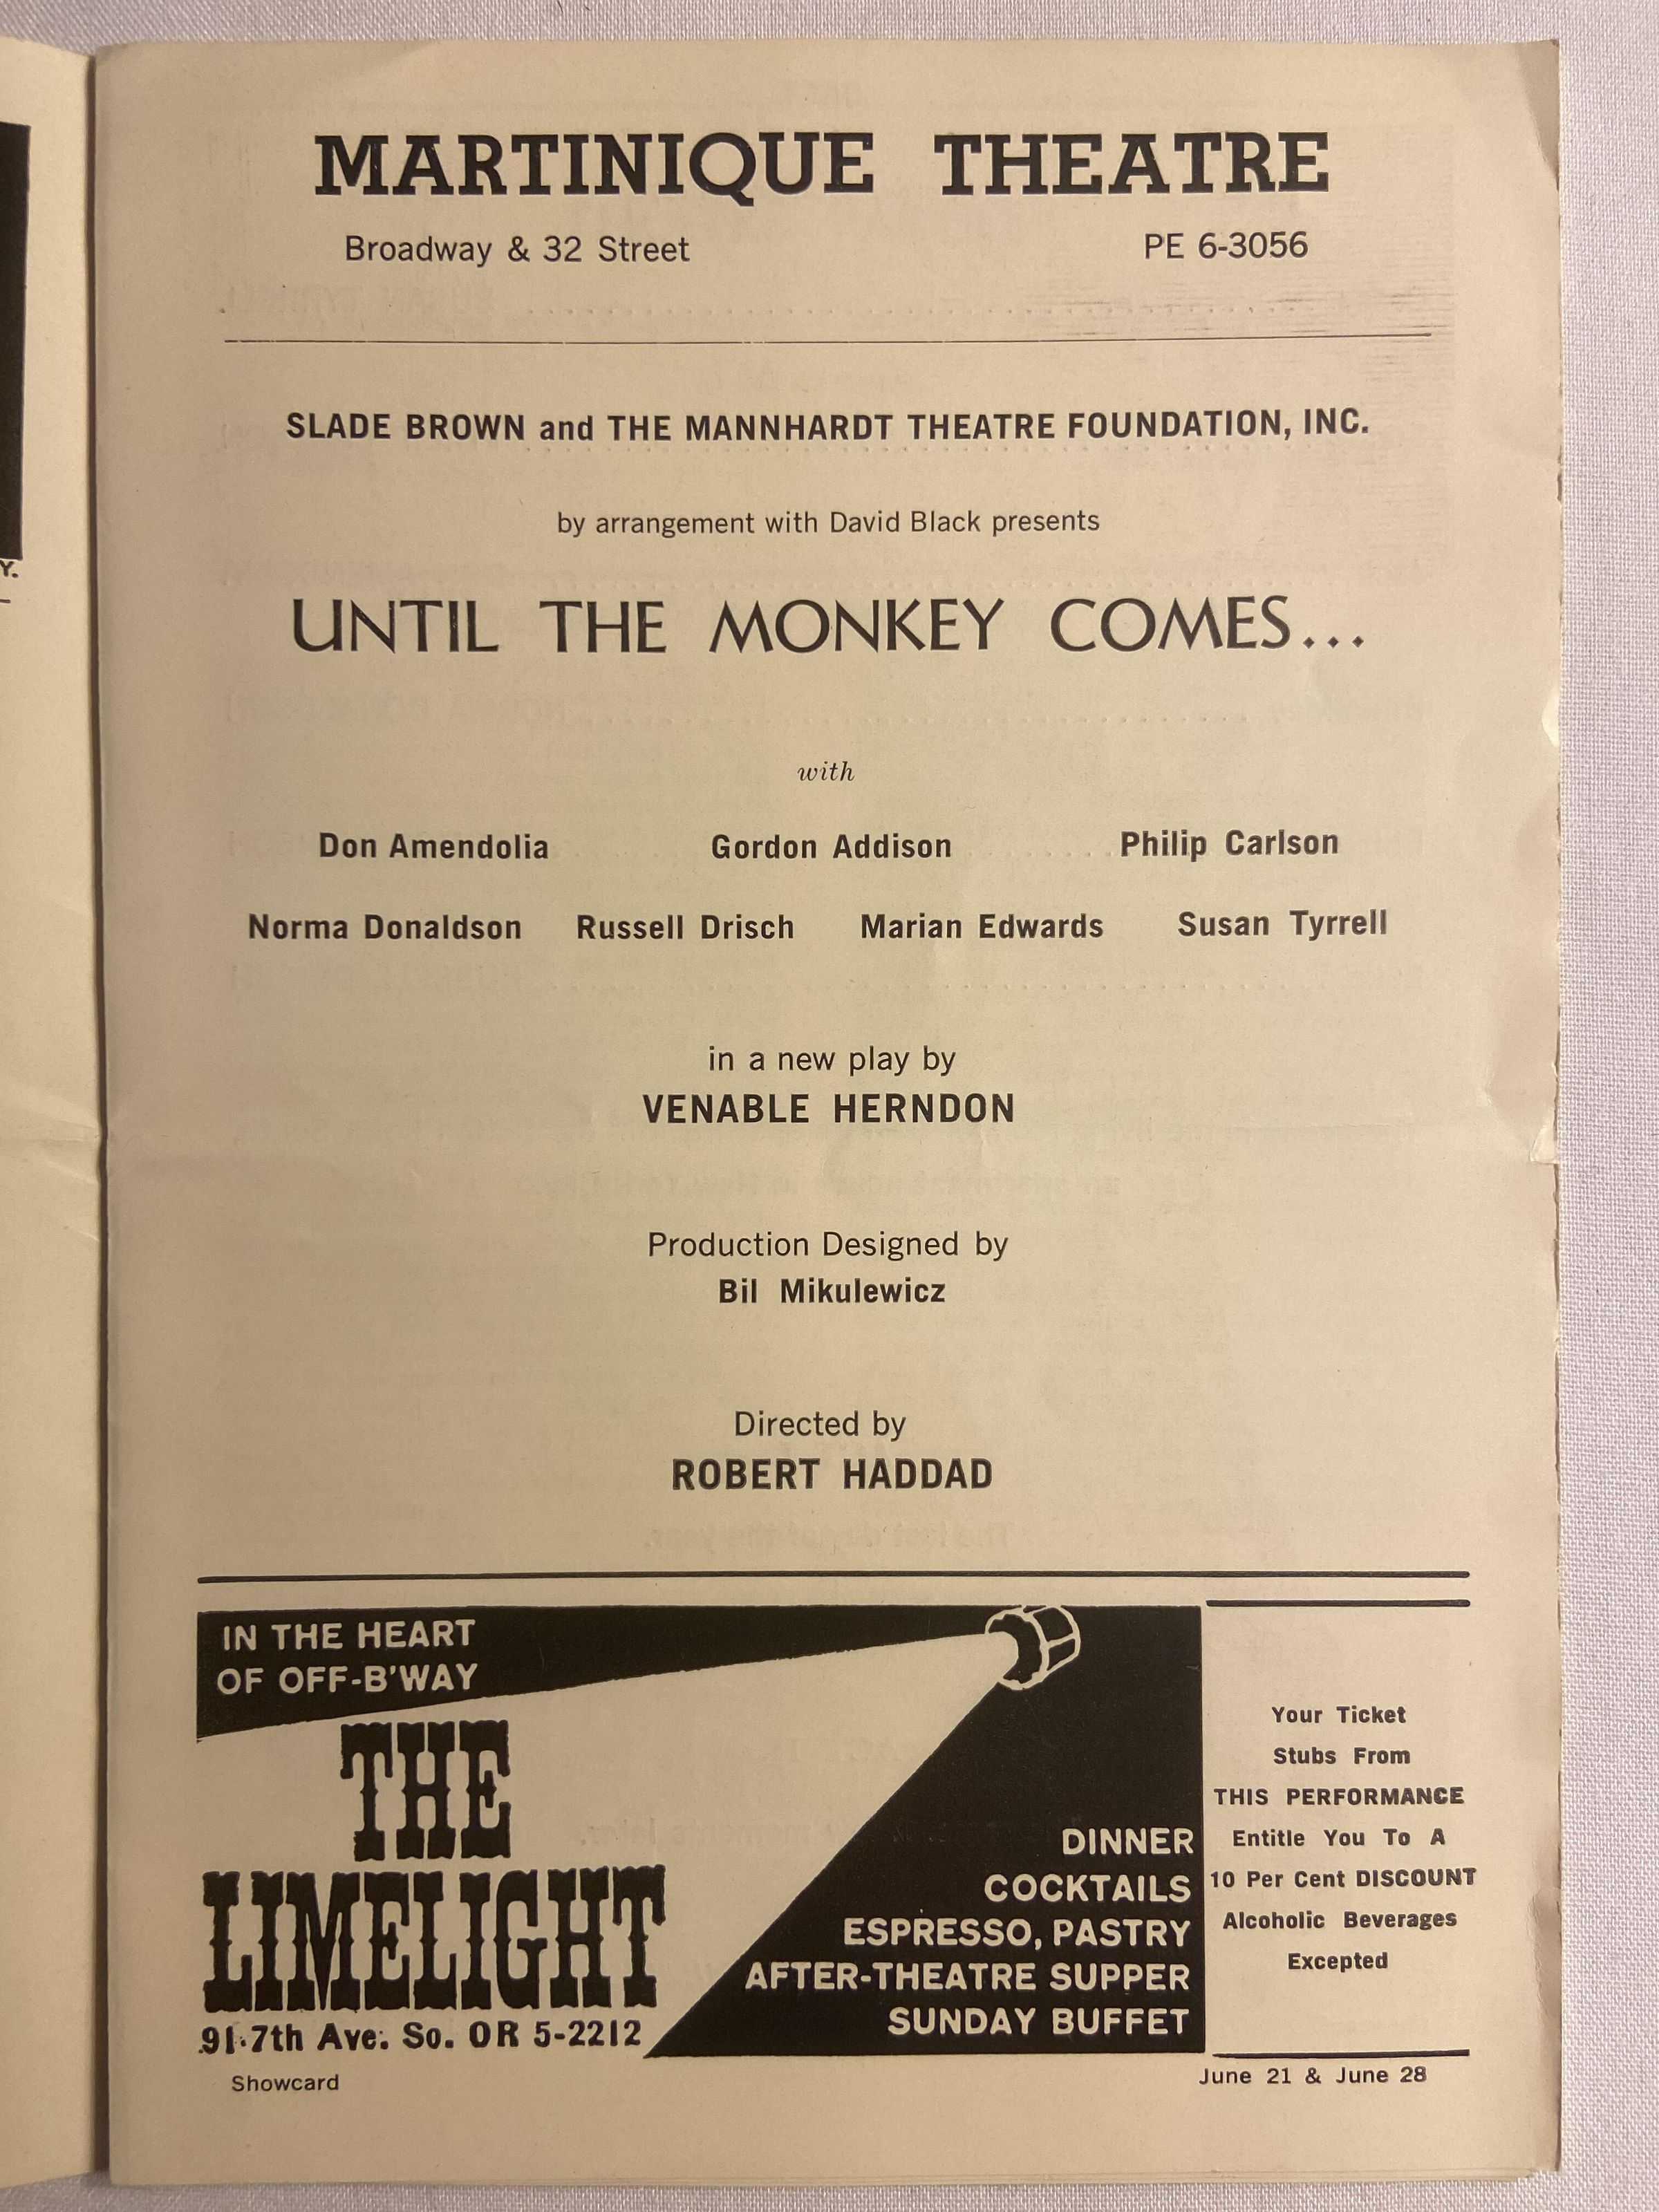 Y.
MARTINIQUE THEATRE
Broadway & 32 Street PE 6-3056
SLADE BROWN and THE MANNHARDT THEATRE FOUNDATION, INC.
by arrangement with David Black presents
UNTIL THE MONKEY COMES...
with
Don Amendolia Gordon Addison Philip Carlson
Norma Donaldson Russell Drisch Marian Edwards Susan Tyrrell
in a new play by
VENABLE HERNDON
Production Designed by
Bil Mikulewicz
Directed by
ROBERT HADDAD
IN THE HEART
OF OFF-B'WAY
THE
LIMELIGHT
91-7th Ave. So. OR 5-2212
DINNER
COCKTAILS
ESPRESSO, PASTRY
AFTER-THEATRE SUPPER
SUNDAY BUFFET
Your Ticket
Stubs From
THIS PERFORMANCE
Entitle You To A
10 Per Cent DISCOUNT
Alcoholic Beverages
Excepted
Showcard June 21 & June 28